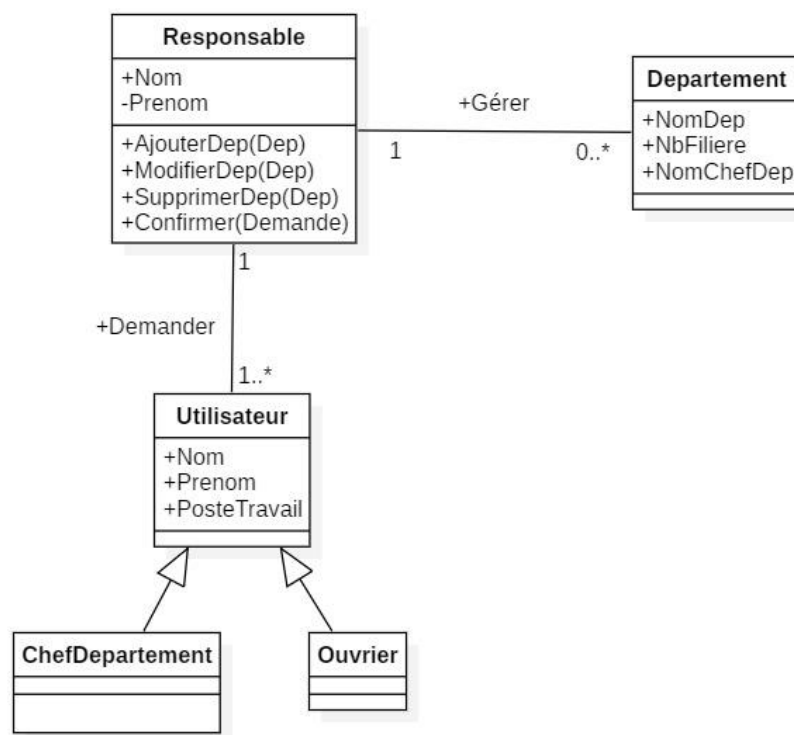 Responsable
+Nom
-Prenom
+AjouterDep(Dep)
+ModifierDep(Dep)
+SupprimerDep(Dep)
+Confirmer(Demande)
+Gérer
1
0..*
Departement
+NomDep
+NbFiliere
+NomChefDep
1
+Demander
1..*
Utilisateur
+Nom
+Prenom
+PosteTravail
ChefDepartement
Ouvrier